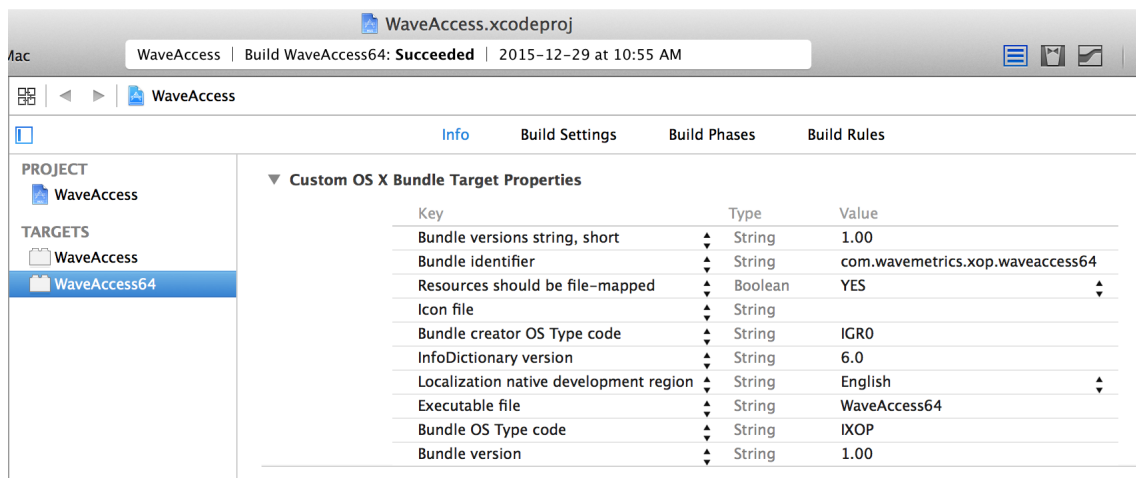 WaveAccess.xcodeproj
Mac WaveAccess | Build WaveAccess64: Succeeded | 2015-12-29 at 10:55 AM
WaveAccess
Info Build Settings Build Phases Build Rules
PROJECT
WaveAccess
TARGETS
WaveAccess
WaveAccess64
Custom OS X Bundle Target Properties
Key Type Value
Bundle versions string, short String 1.00
Bundle identifier String com.wavemetrics.xop.waveaccess64
Resources should be file-mapped Boolean YES
Icon file String
Bundle creator OS Type code String IGR0
InfoDictionary version String 6.0
Localization native development region String English
Executable file String WaveAccess64
Bundle OS Type code String IXOP
Bundle version String 1.00